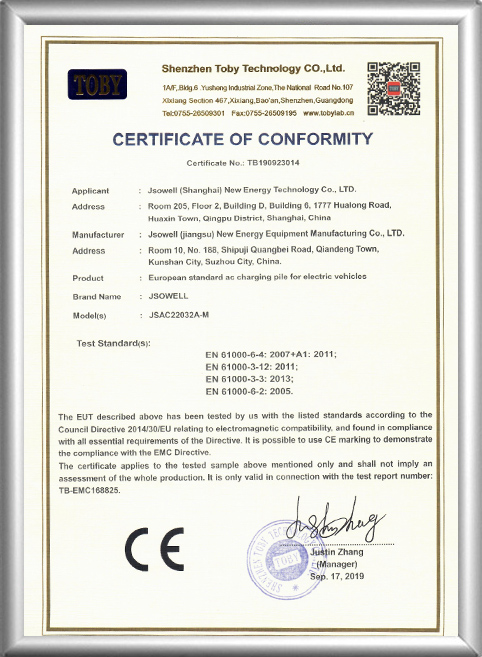 TOBY
Shenzhen Toby Technology CO.,Ltd.
1A/F,Bldg.6 .Yusheng Industrial Zone,The National Road No.107
Xixiang Section 467,Xixiang,Bao'an,Shenzhen,Guangdong
Tel:0755-26509301 Fax:0755-26509195 www.tobylab.cn
CERTIFICATE OF CONFORMITY
Certificate No.: TB190923014
Applicant : Jsowell (Shanghai) New Energy Technology Co., LTD.
Address : Room 205, Floor 2, Building D, Building 6, 1777 Hualong Road,
Huaxin Town, Qingpu District, Shanghai, China
Manufacturer : Jsowell (jiangsu) New Energy Equipment Manufacturing Co., LTD.
Address : Room 10, No. 188, Shipuji Quangbei Road, Qiandeng Town,
Kunshan City, Suzhou City, China.
Product : European standard ac charging pile for electric vehicles
Brand Name : JSOWELL
Model(s) : JSAC22032A-M
Test Standard(s):
EN 61000-6-4: 2007+A1: 2011;
EN 61000-3-12: 2011;
EN 61000-3-3: 2013;
EN 61000-6-2: 2005.
The EUT described above has been tested by us with the listed standards according to the
Council Directive 2014/30/EU relating to electromagnetic compatibility, and found in compliance
with all essential requirements of the Directive. It is possible to use CE marking to demonstrate
the compliance with the EMC Directive.
The certificate applies to the tested sample above mentioned only and shall not imply an
assessment of the whole production. It is only valid in connection with the test report number:
TB-EMC168825.
CE
TOBY
Justin Zhang
(Manager)
Sep. 17, 2019